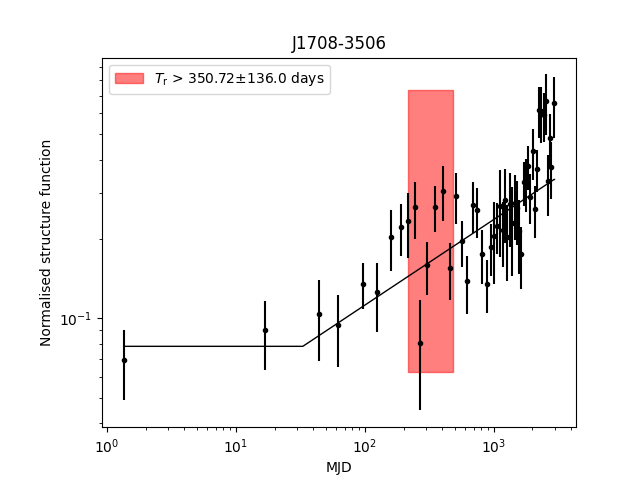 J1708-3506
T_r > 350.72±136.0 days
Normalised structure function
10^−1
10^0 10^1 10^2 10^3
MJD